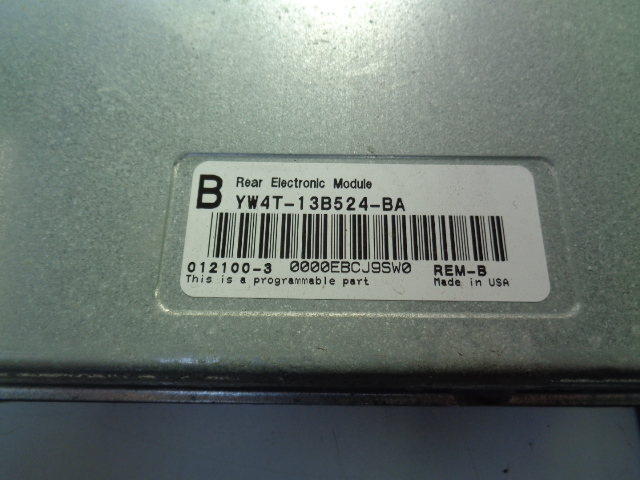 B Rear Electronic Module
YW4T-13B524-BA
012100-3 0000EBCJ9SW0 REM-B
This is a programmable part Made in USA